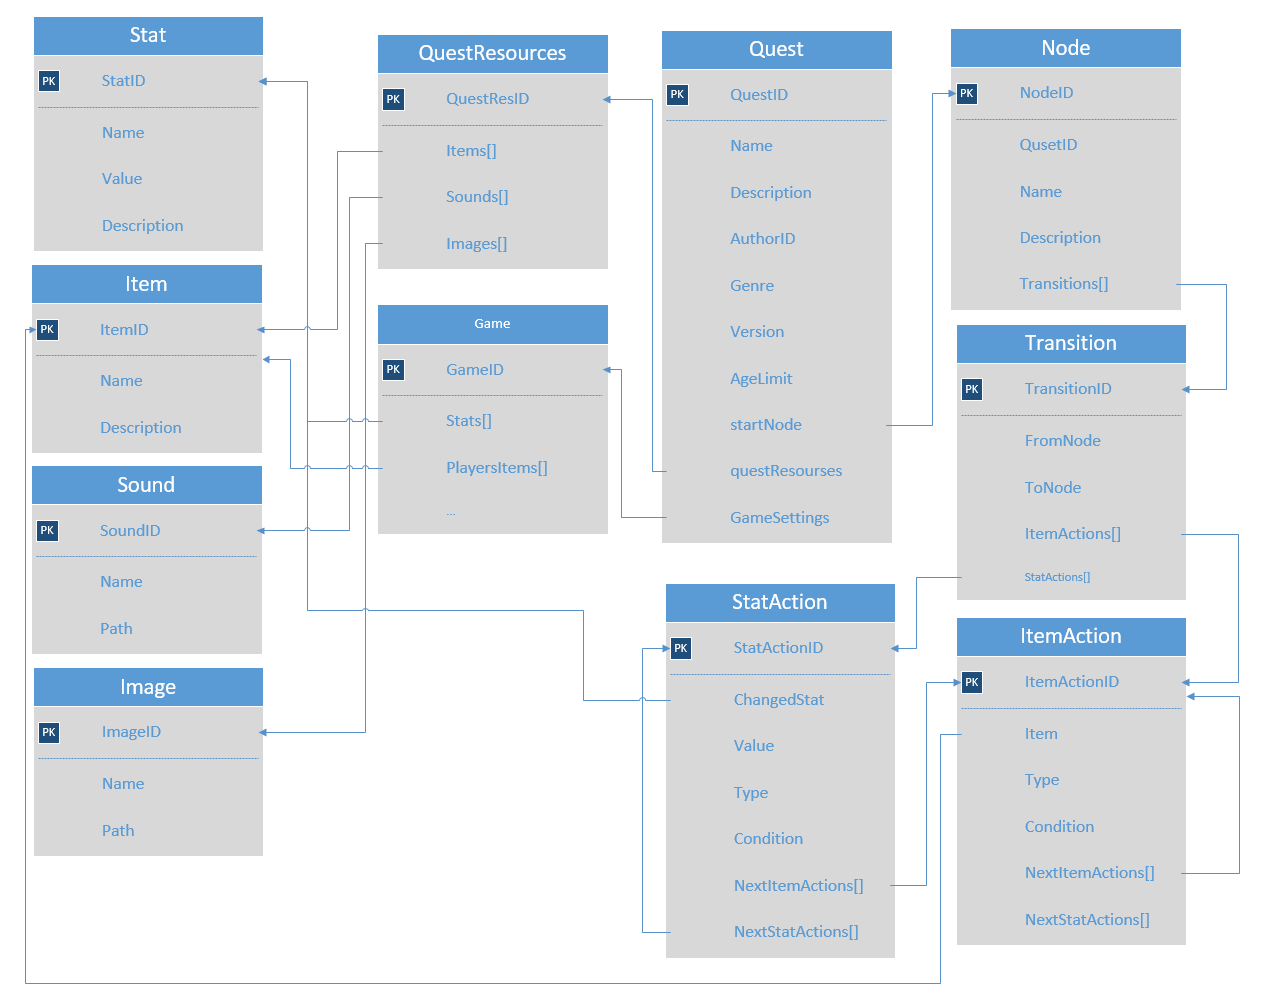 Stat
PK
StatID
Name
Value
Description
Item
PK
ItemID
Name
Description
Sound
PK
SoundID
Name
Path
Image
PK
ImageID
Name
Path
QuestResources
PK
QuestResID
Items[]
Sounds[]
Images[]
Game
PK
GameID
Stats[]
PlayersItems[]
...
Quest
PK
QuestID
Name
Description
AuthorID
Genre
Version
AgeLimit
startNode
questResourses
GameSettings
StatAction
PK
StatActionID
ChangedStat
Value
Type
Condition
NextItemActions[]
NextStatActions[]
Node
PK
NodeID
QusetID
Name
Description
Transitions[]
Transition
PK
TransitionID
FromNode
ToNode
ItemActions[]
StatActions[]
ItemAction
PK
ItemActionID
Item
Type
Condition
NextItemActions[]
NextStatActions[]